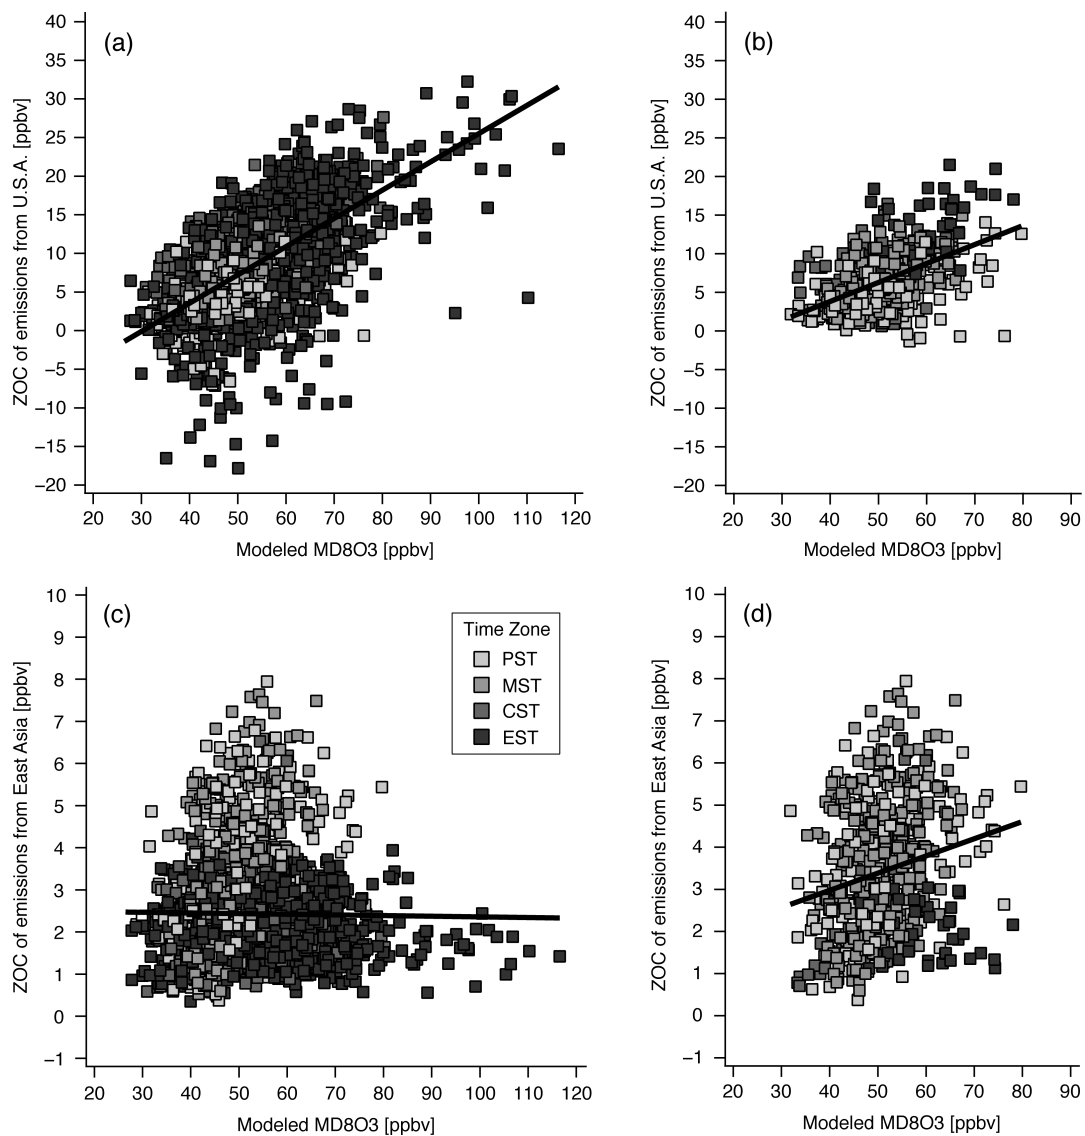 (a)
40
35
30
25
20
15
10
5
0
−5
−10
−15
−20
ZOC of emissions from U.S.A. [ppbv]
20 30 40 50 60 70 80 90 100 110 120
Modeled MD8O3 [ppbv]
(b)
40
35
30
25
20
15
10
5
0
−5
−10
−15
−20
ZOC of emissions from U.S.A. [ppbv]
20 30 40 50 60 70 80 90
Modeled MD8O3 [ppbv]
(c)
10
9
8
7
6
5
4
3
2
1
0
−1
ZOC of emissions from East Asia [ppbv]
Time Zone
PST
MST
CST
EST
20 30 40 50 60 70 80 90 100 110 120
Modeled MD8O3 [ppbv]
(d)
10
9
8
7
6
5
4
3
2
1
0
−1
ZOC of emissions from East Asia [ppbv]
20 30 40 50 60 70 80 90
Modeled MD8O3 [ppbv]